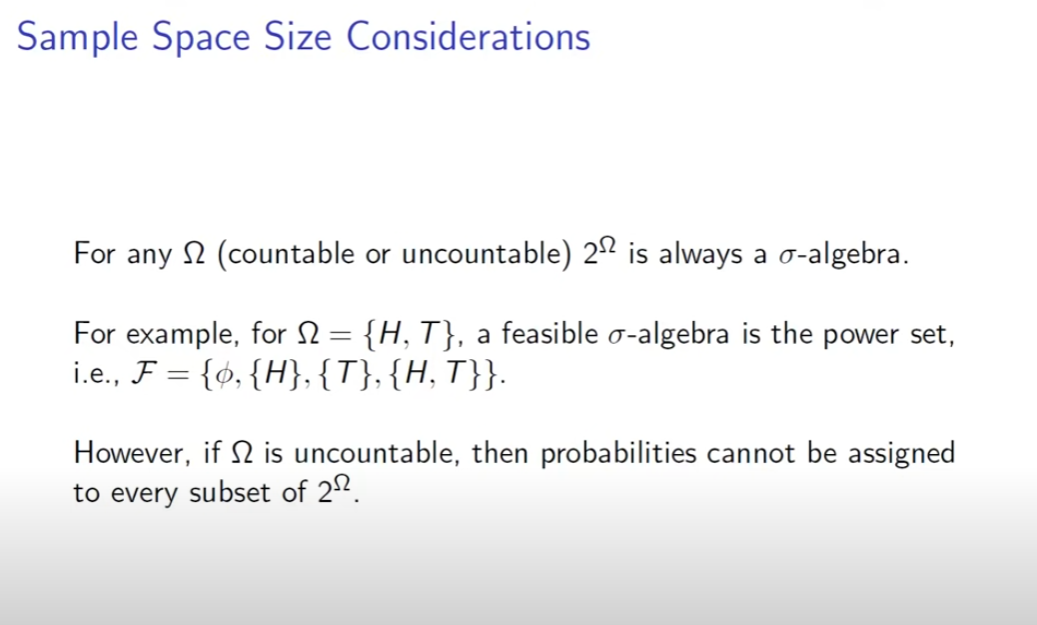 Sample Space Size Considerations
For any Ω (countable or uncountable) 2^Ω is always a σ-algebra.
For example, for Ω = {H, T}, a feasible σ-algebra is the power set,
i.e., ℱ = {ϕ, {H}, {T}, {H, T}}.
However, if Ω is uncountable, then probabilities cannot be assigned
to every subset of 2^Ω.